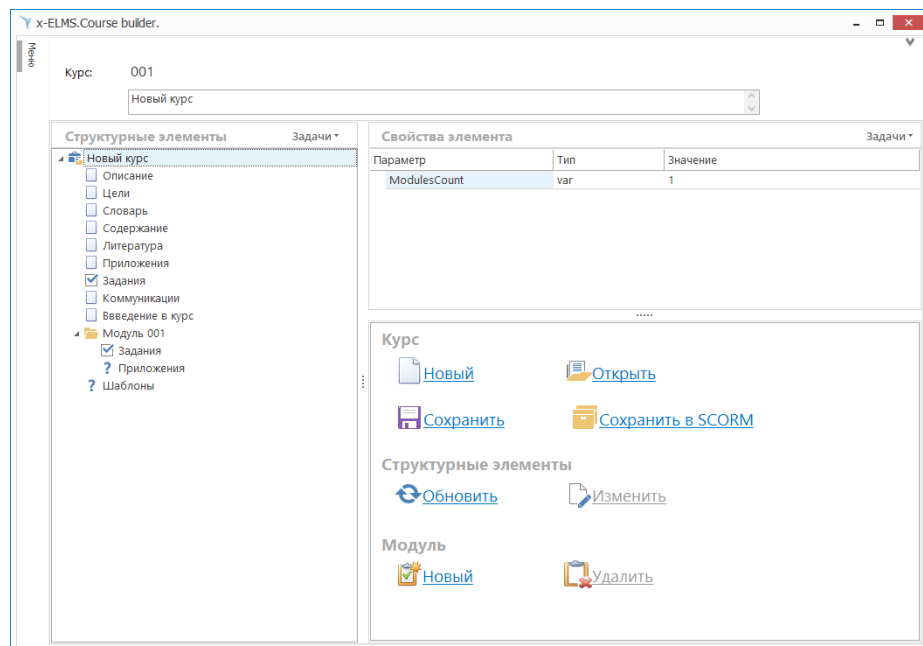 x-ELMS.Course builder.
Меню
Курс: 001
Новый курс
Структурные элементы Задачи
Новый курс
Описание
Цели
Словарь
Содержание
Литература
Приложения
Задания
Коммуникации
Ввведение в курс
Модуль 001
Задания
? Приложения
? Шаблоны
Свойства элемента Задачи
Параметр Тип Значение
ModulesCount var 1
Курс
Новый Открыть
Сохранить Сохранить в SCORM
Структурные элементы
Обновить Изменить
Модуль
Новый Удалить